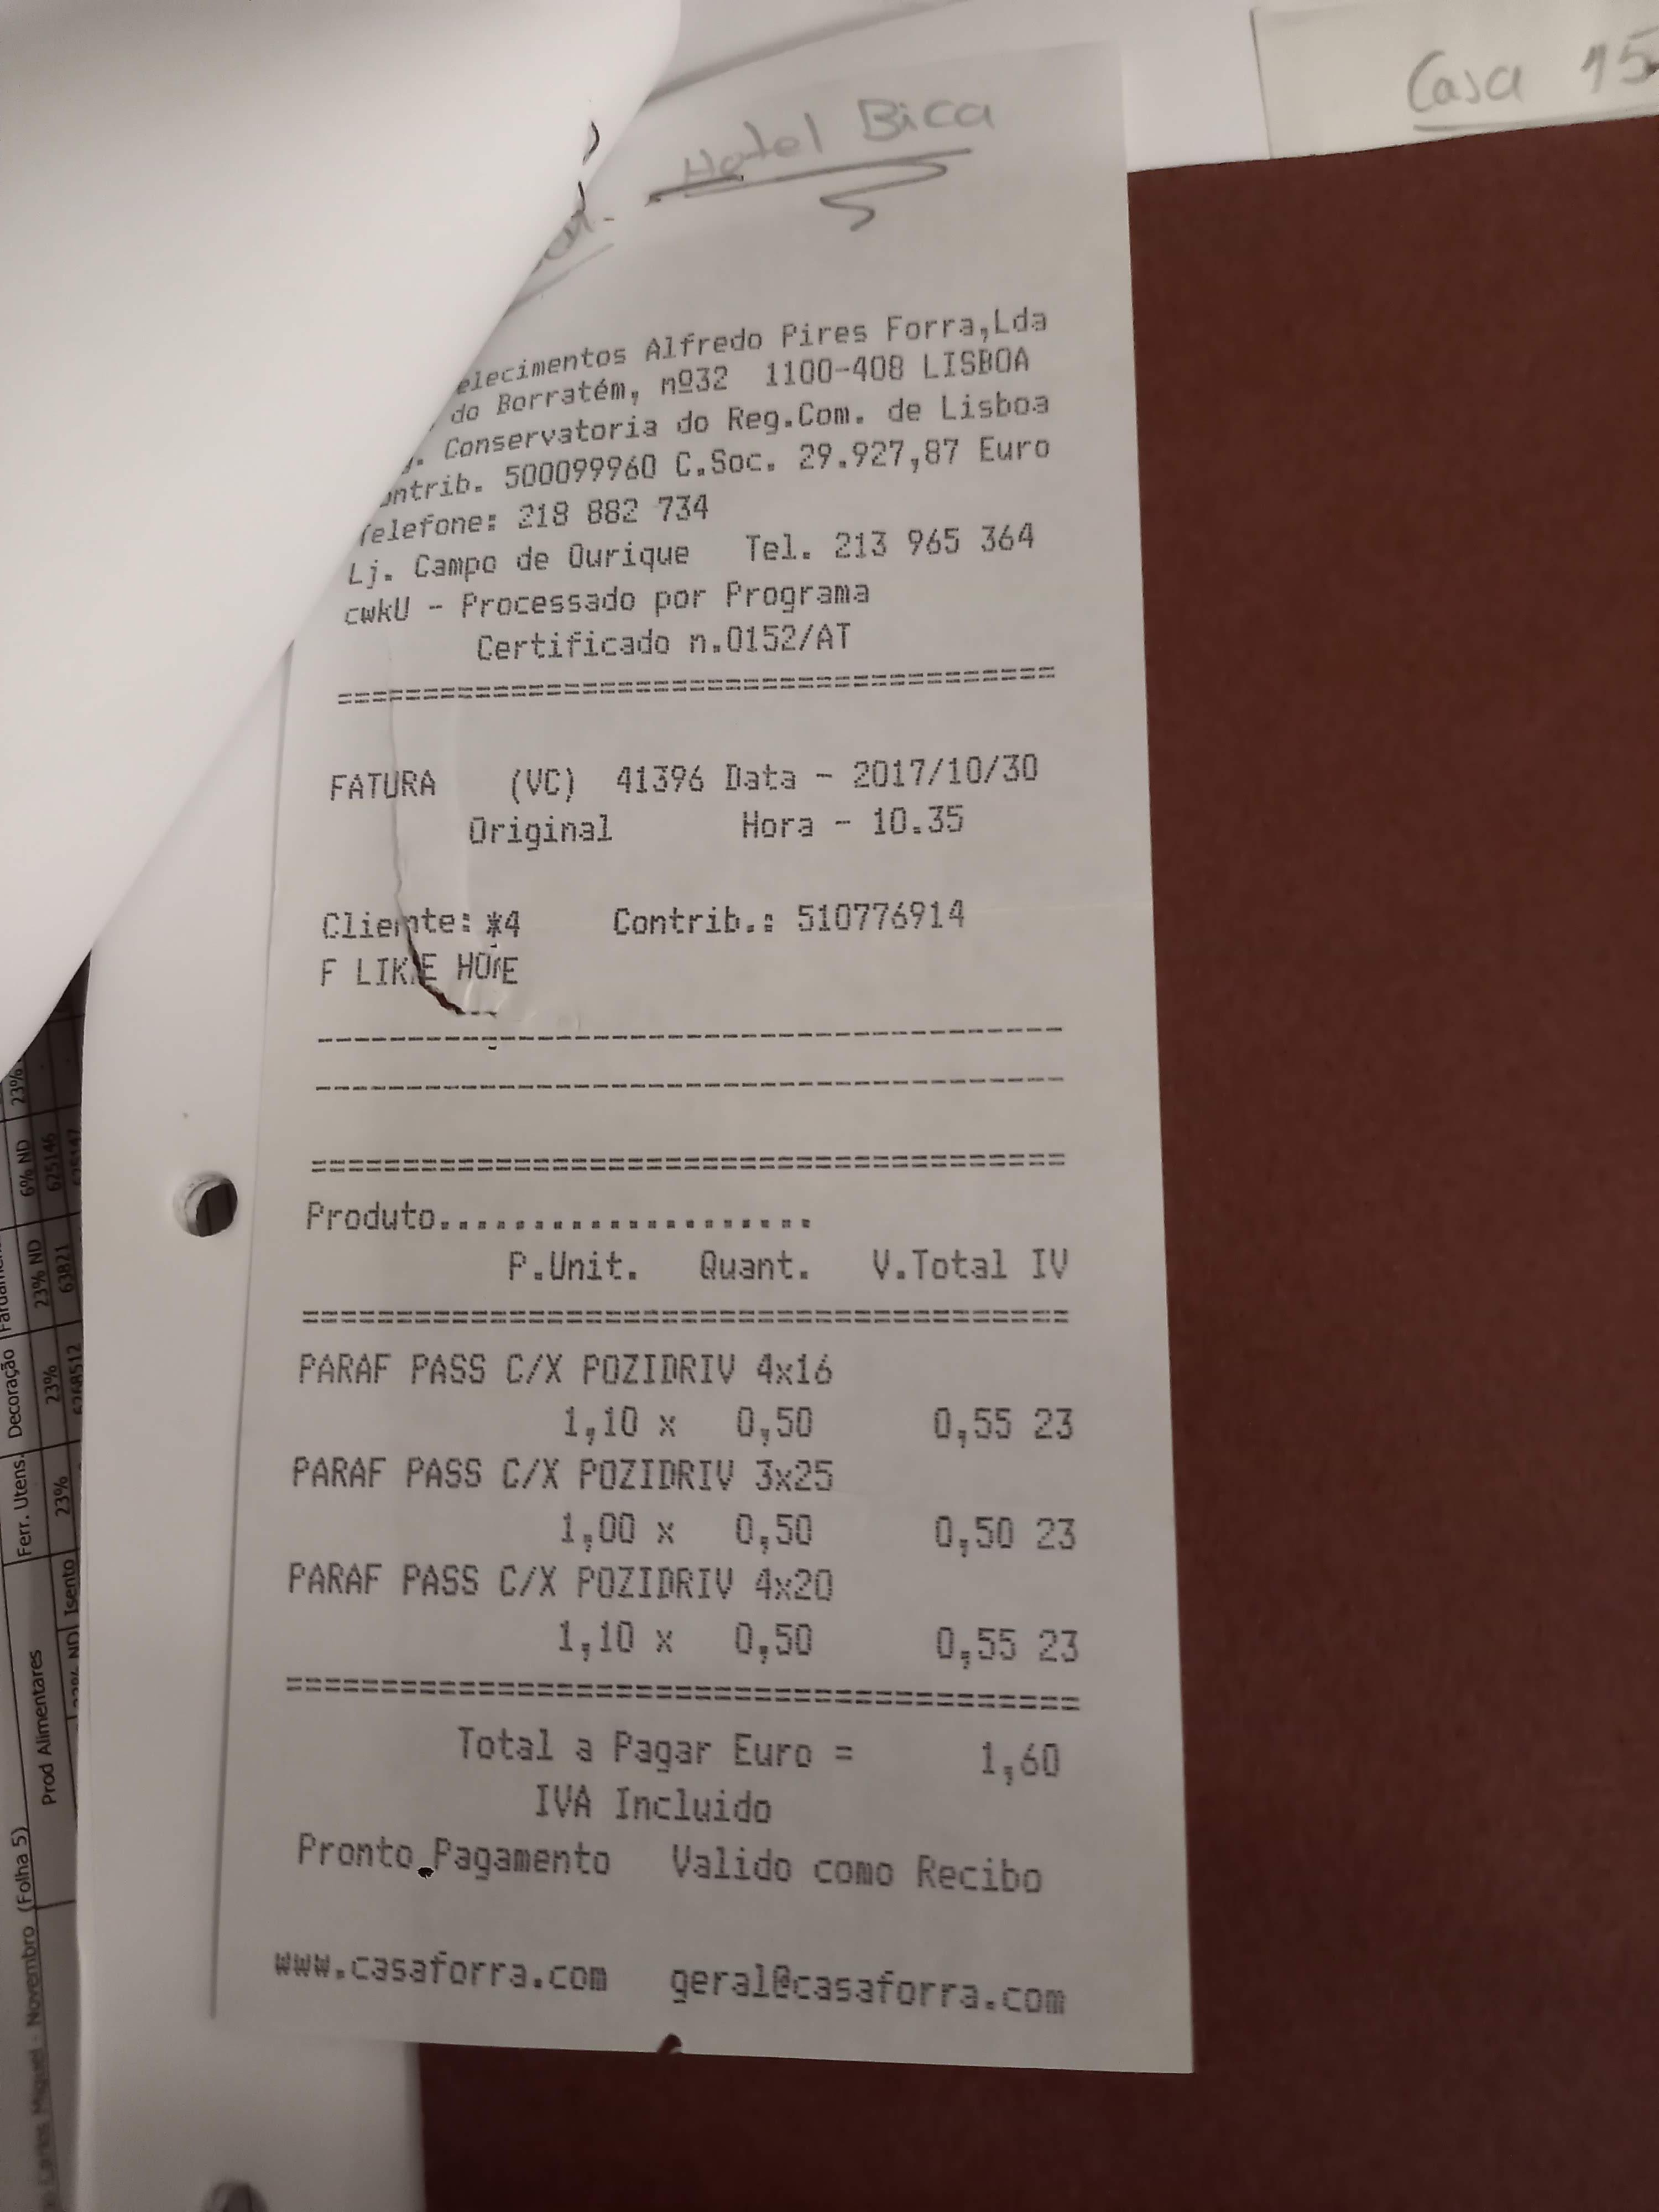 Hotel Bica
Casa 15
elecimentos Alfredo Pires Forra,Lda
do Borratém, nº32 1100-408 LISBOA
. Conservatoria do Reg.Com. de Lisboa
ontrib. 500099960 C.Soc. 29.927,87 Euro
Telefone: 218 882 734
Lj. Campo de Ourique Tel. 213 965 364
cwkU - Processado por Programa
Certificado n.0152/AT
FATURA (VC) 41396 Data - 2017/10/30
Original Hora - 10.35
Cliente: *4 Contrib.: 510776914
F LIKE HOME
Produto....................
P.Unit. Quant. V.Total IV
PARAF PASS C/X POZIDRIV 4x16
1,10 x 0,50 0,55 23
PARAF PASS C/X POZIDRIV 3x25
1,00 x 0,50 0,50 23
PARAF PASS C/X POZIDRIV 4x20
1,10 x 0,50 0,55 23
Total a Pagar Euro = 1,60
IVA Incluido
Pronto Pagamento Valido como Recibo
www.casaforra.com geral@casaforra.com
Novembro (Folha 5)
Prod Alimentares
Ferr. Utens. Decoração
Isento 23% 23% 23% ND 6% ND 23%
63821 625146